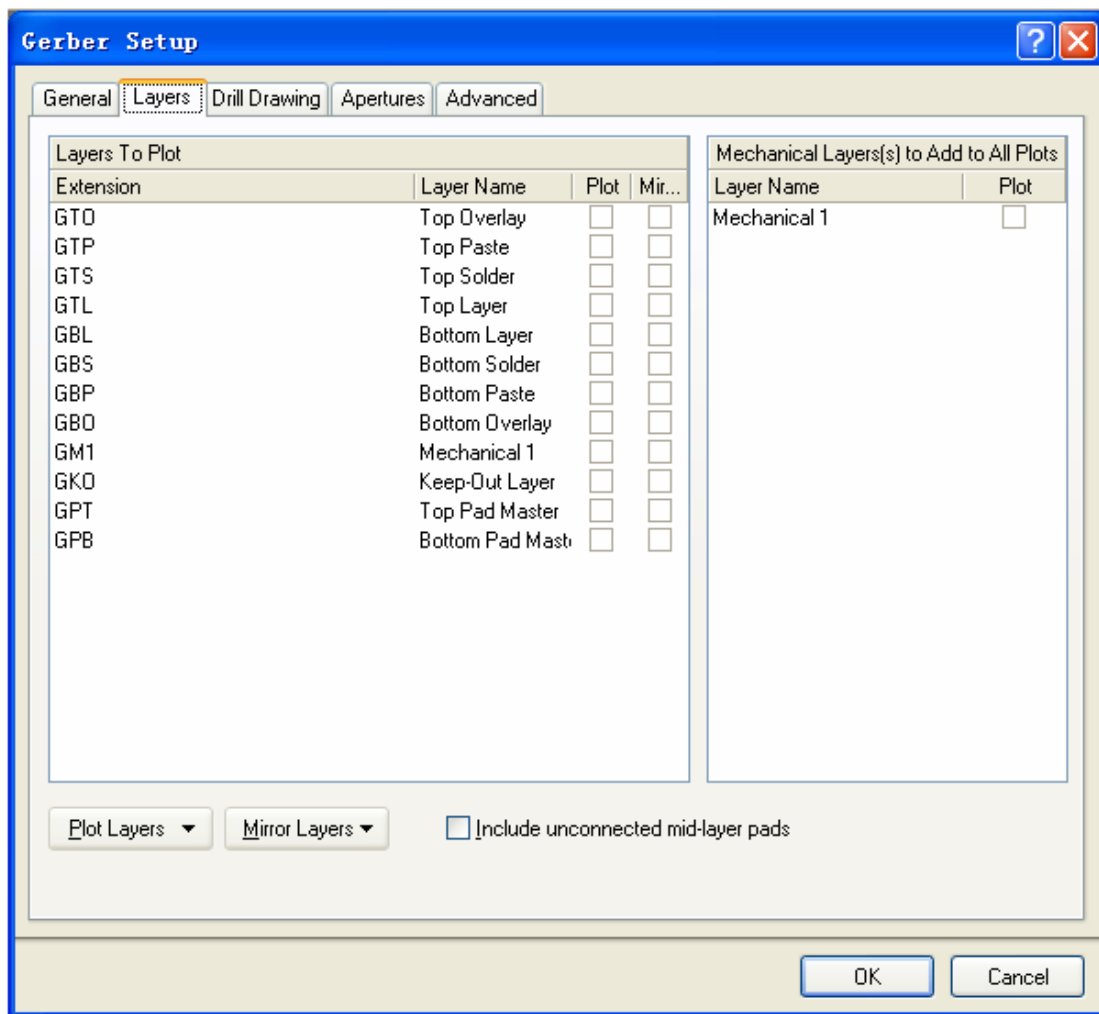 Gerber Setup
General Layers Drill Drawing Apertures Advanced
Layers To Plot
Extension Layer Name Plot Mir...
GTO Top Overlay
GTP Top Paste
GTS Top Solder
GTL Top Layer
GBL Bottom Layer
GBS Bottom Solder
GBP Bottom Paste
GBO Bottom Overlay
GM1 Mechanical 1
GKO Keep-Out Layer
GPT Top Pad Master
GPB Bottom Pad Mast
Mechanical Layers(s) to Add to All Plots
Layer Name Plot
Mechanical 1
Plot Layers Mirror Layers Include unconnected mid-layer pads
OK Cancel